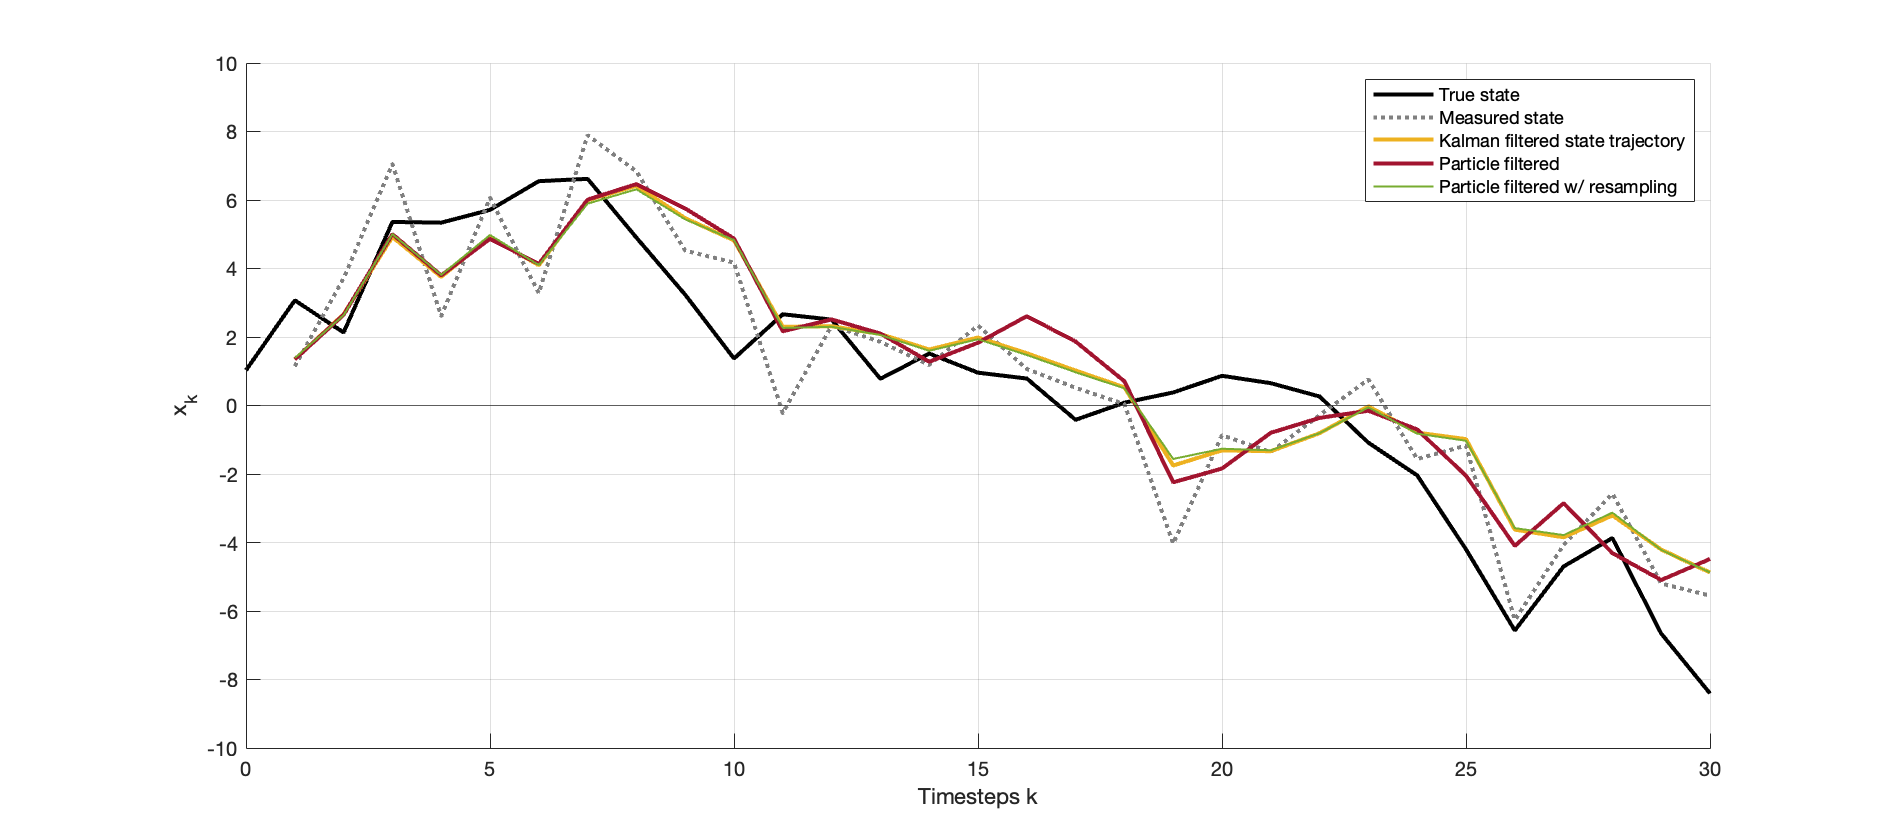 10
8
6
4
2
0
-2
-4
-6
-8
-10
x_k
0 5 10 15 20 25 30
Timesteps k
True state
Measured state
Kalman filtered state trajectory
Particle filtered
Particle filtered w/ resampling